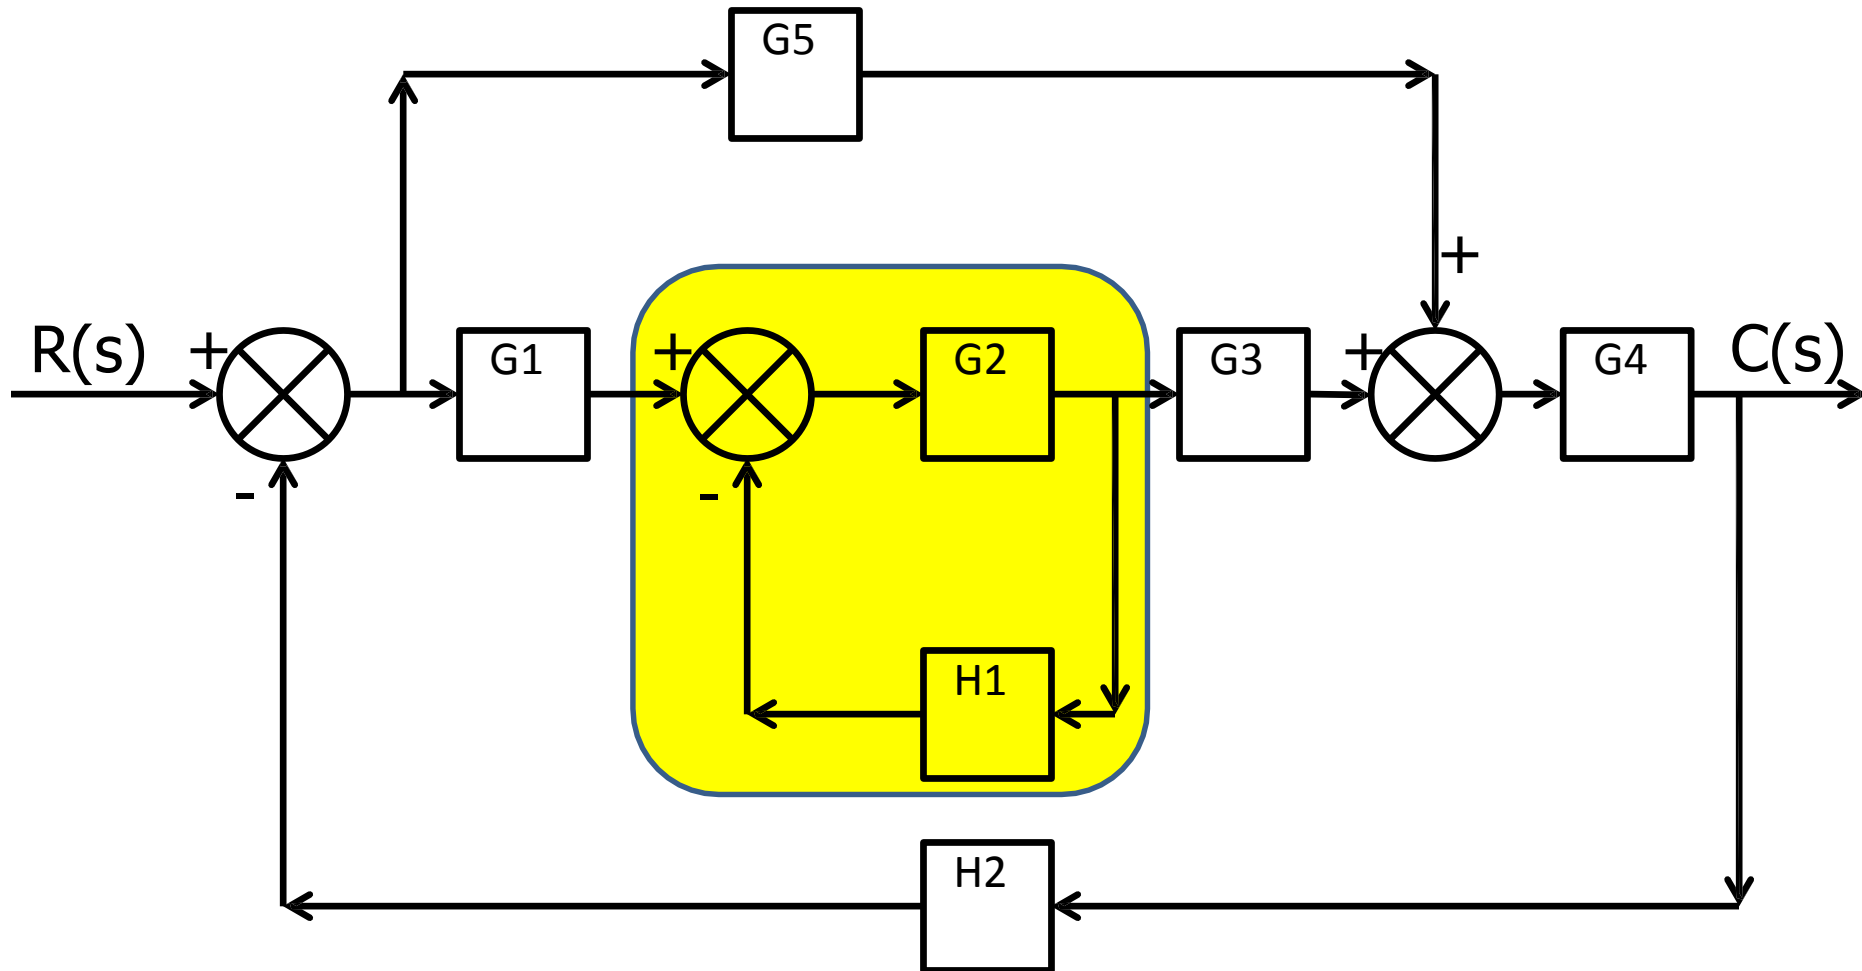 G5
+
R(s)
+
G1
+
G2
G3
+
G4
C(s)
-
-
H1
H2